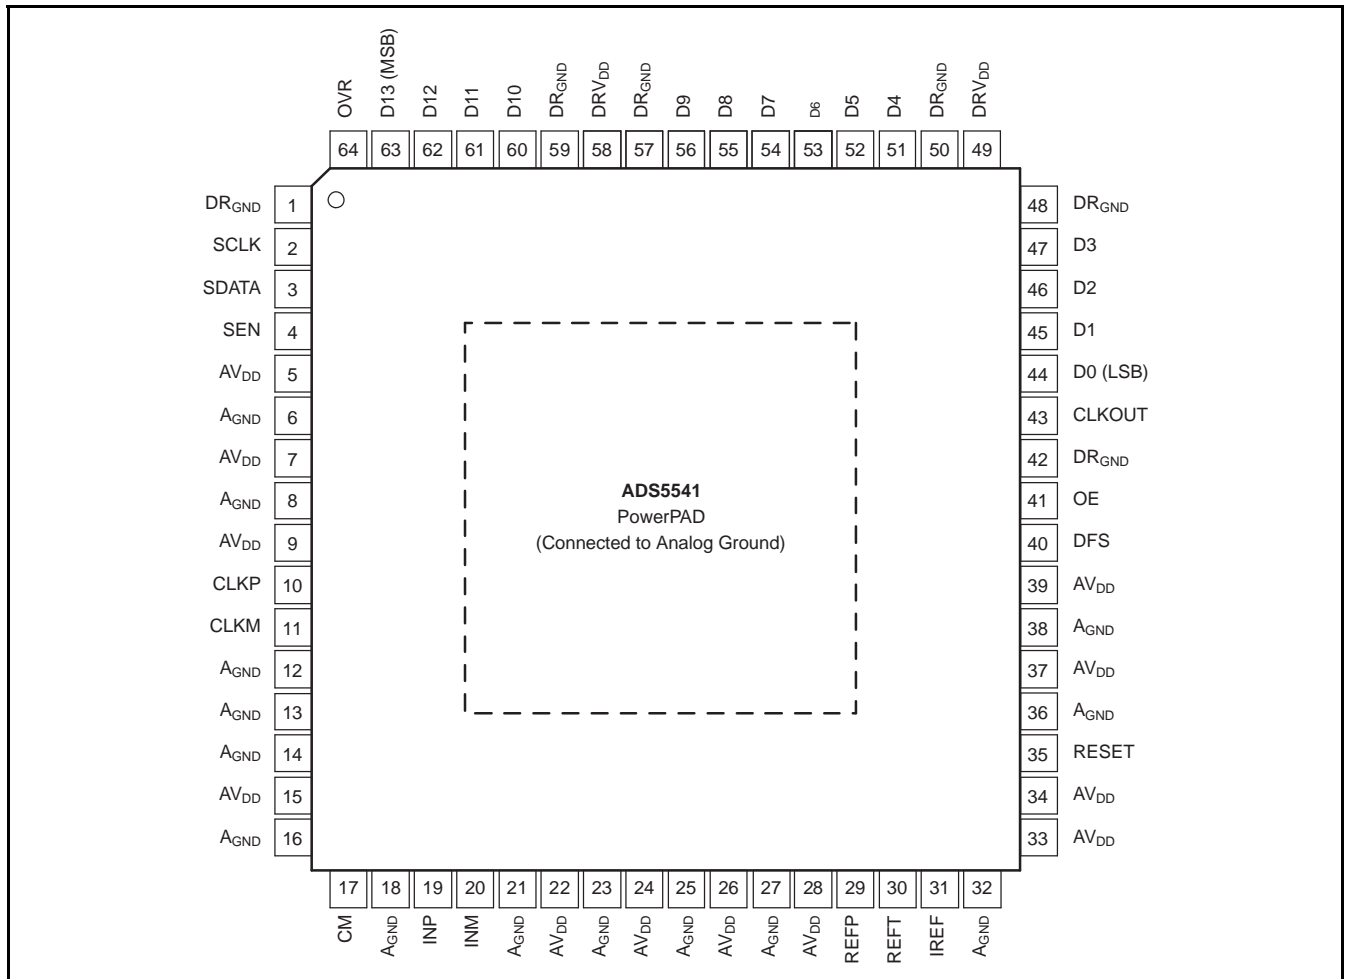 OVR
D13 (MSB)
D12
D11
D10
DRGND
DRVDD
DRGND
D9
D8
D7
D6
D5
D4
DRGND
DRVDD
64 63 62 61 60 59 58 57 56 55 54 53 52 51 50 49
DRGND 1
48 DRGND
SCLK 2
47 D3
SDATA 3
46 D2
SEN 4
45 D1
AVDD 5
44 D0 (LSB)
AGND 6
43 CLKOUT
AVDD 7
42 DRGND
AGND 8
41 OE
AVDD 9
40 DFS
CLKP 10
39 AVDD
CLKM 11
38 AGND
AGND 12
37 AVDD
AGND 13
36 AGND
AGND 14
35 RESET
AVDD 15
34 AVDD
AGND 16
33 AVDD
ADS5541
PowerPAD
(Connected to Analog Ground)
17 18 19 20 21 22 23 24 25 26 27 28 29 30 31 32
CM
AGND
INP
INM
AGND
AVDD
AGND
AVDD
AGND
AVDD
AGND
AVDD
REFP
REFT
IREF
AGND